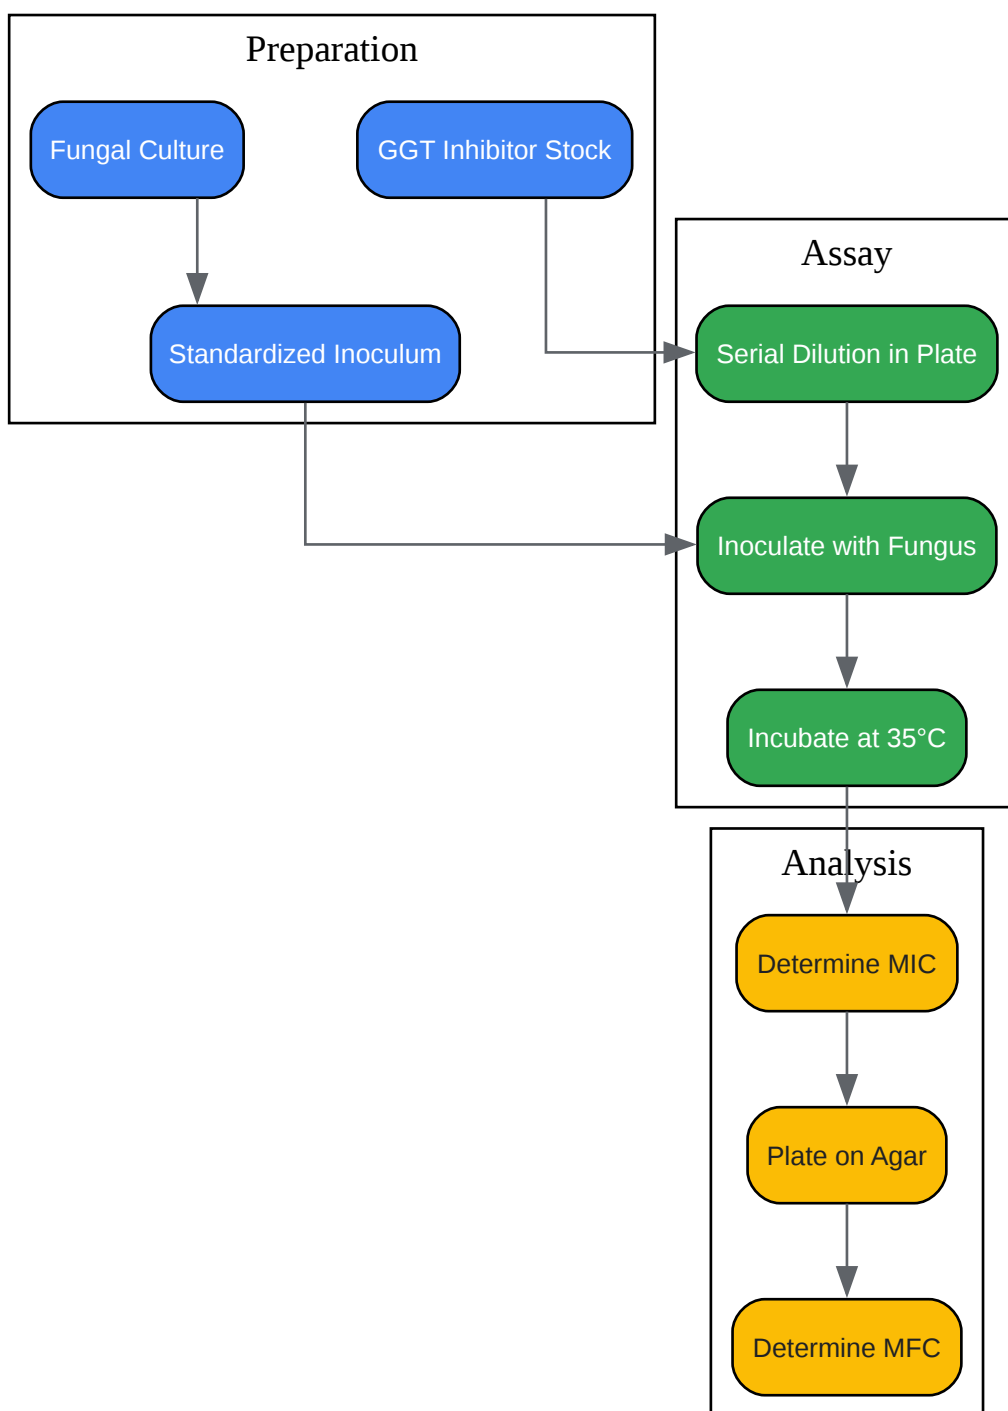 Preparation
Fungal Culture
GGT Inhibitor Stock
Standardized Inoculum
Assay
Serial Dilution in Plate
Inoculate with Fungus
Incubate at 35°C
Analysis
Determine MIC
Plate on Agar
Determine MFC